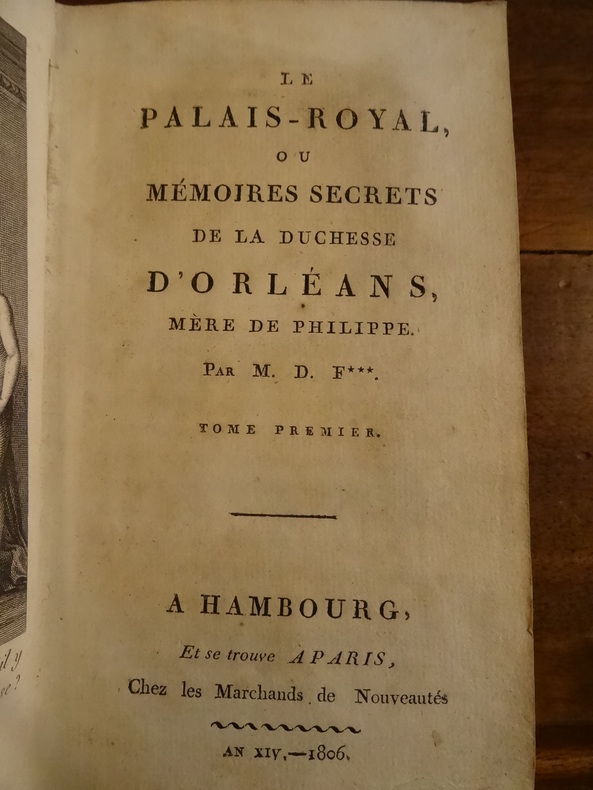 LE
PALAIS-ROYAL,
OU
MÉMOIRES SECRETS
DE LA DUCHESSE
D'ORLÉANS,
MÈRE DE PHILIPPE.
PAR M. D. F***.
TOME PREMIER.
A HAMBOURG,
Et se trouve A PARIS,
Chez les Marchands de Nouveautés
AN XIV.—1806.
il y